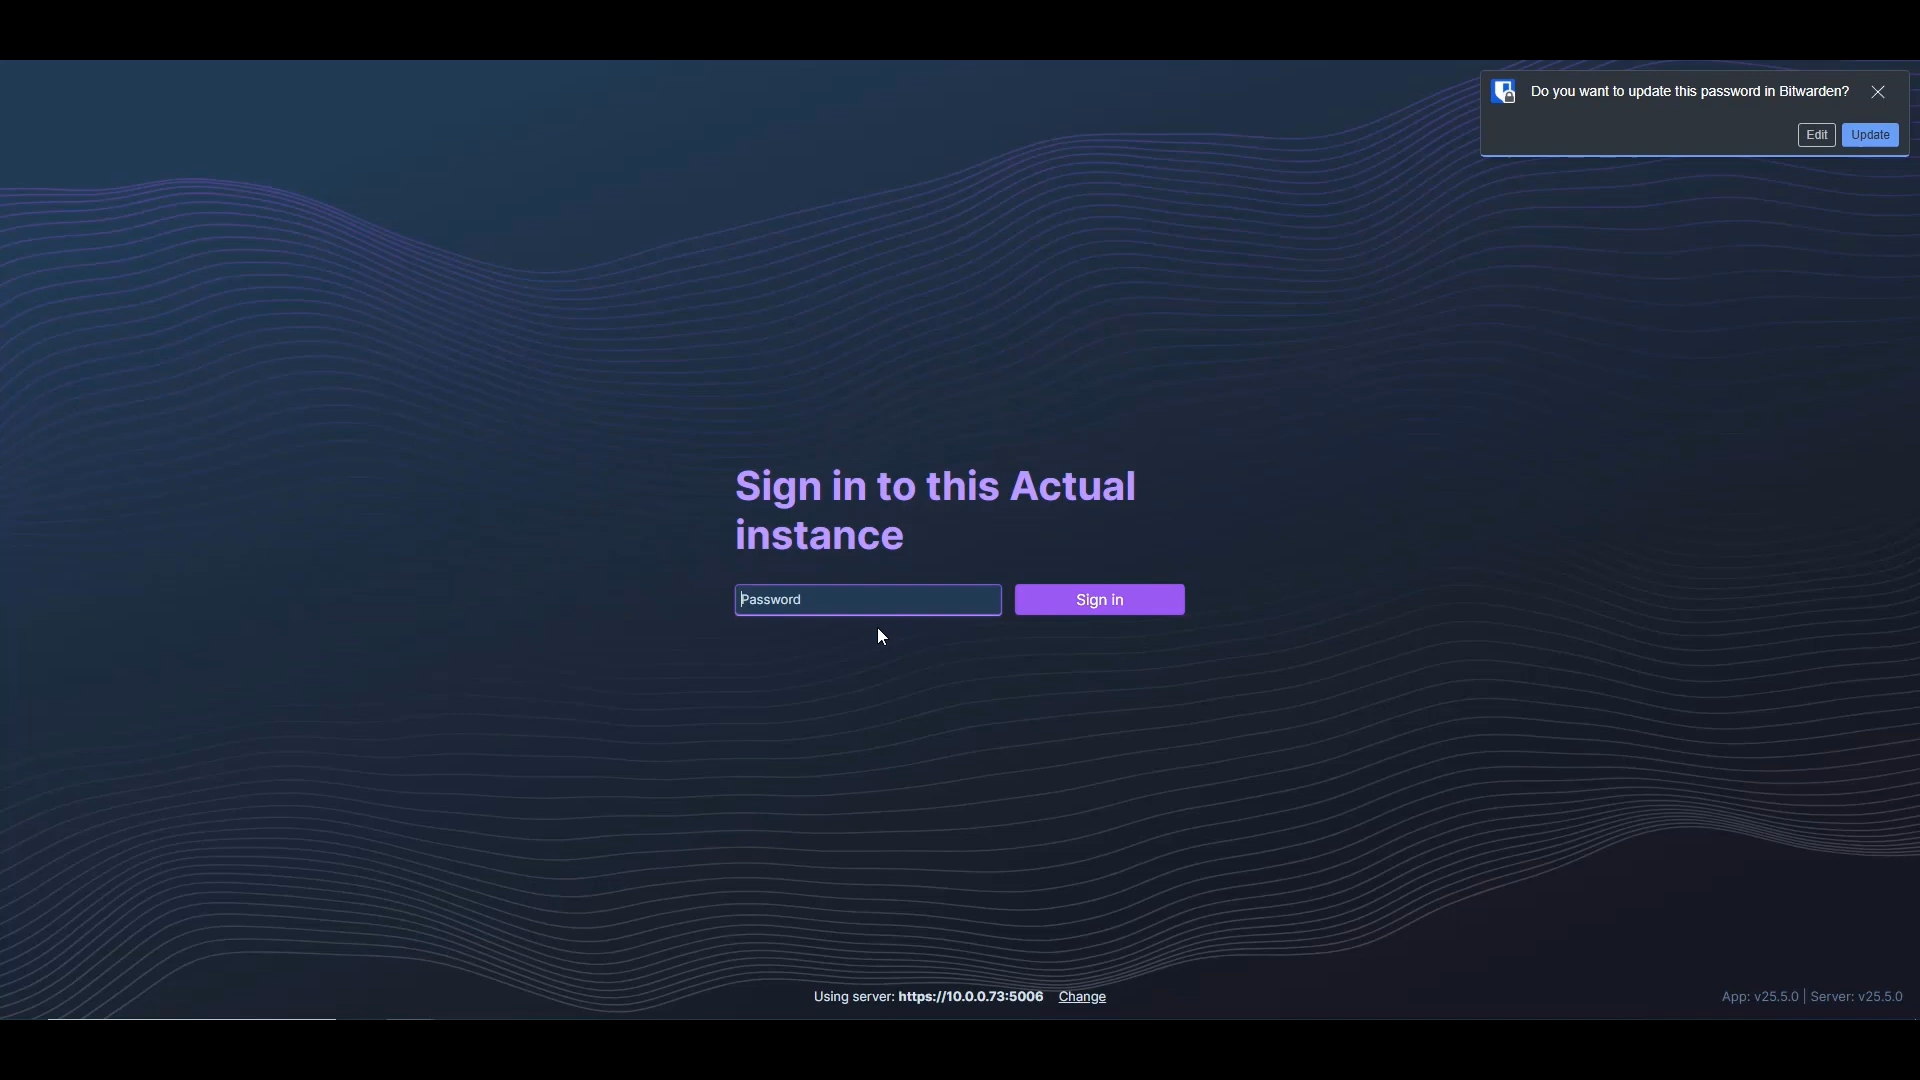 Do you want to update this password in Bitwarden?
Edit Update
Sign in to this Actual
instance
Password Sign in
Using server: https://10.0.0.73:5006 Change
App: v25.5.0 | Server: v25.5.0